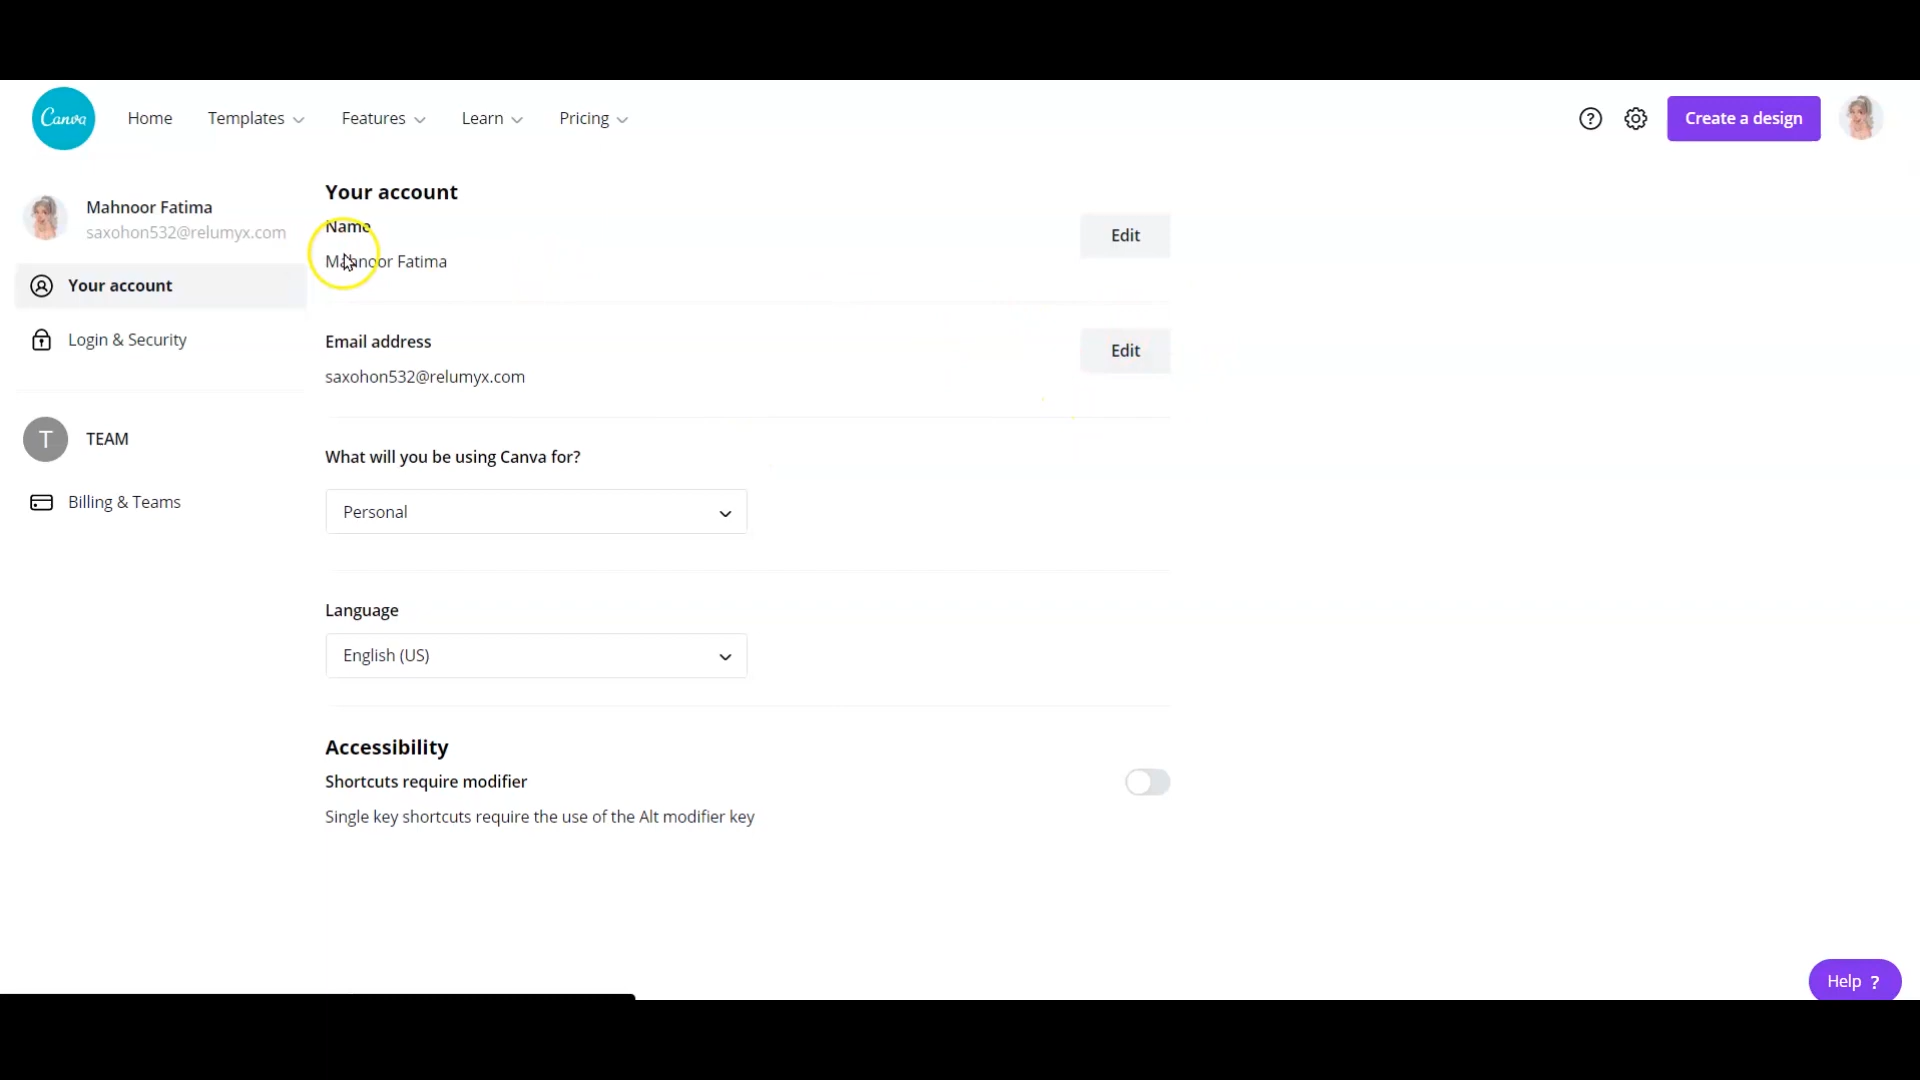 Canva
Home
Templates
Features
Learn
Pricing
Create a design
Mahnoor Fatima
saxohon532@relumyx.com
Your account
Login & Security
T
TEAM
Billing & Teams
Your account
Name
Mahnoor Fatima
Edit
Email address
saxohon532@relumyx.com
Edit
What will you be using Canva for?
Personal
Language
English (US)
Accessibility
Shortcuts require modifier
Single key shortcuts require the use of the Alt modifier key
Help ?